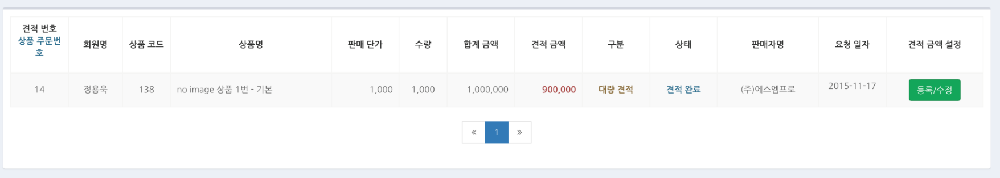 견적 번호
상품 주문번
호
회원명
상품 코드
상품명
판매 단가
수량
합계 금액
견적 금액
구분
상태
판매자명
요청 일자
견적 금액 설정
14
정용욱
138
no image 상품 1번 - 기본
1,000
1,000
1,000,000
900,000
대량 견적
견적 완료
(주)에스엠프로
2015-11-17
등록/수정
« 1 »